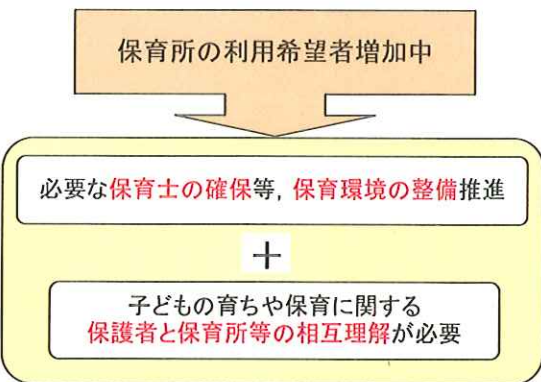 保育所の利用希望者増加中
必要な保育士の確保等，保育環境の整備推進
＋
子どもの育ちや保育に関する
保護者と保育所等の相互理解が必要